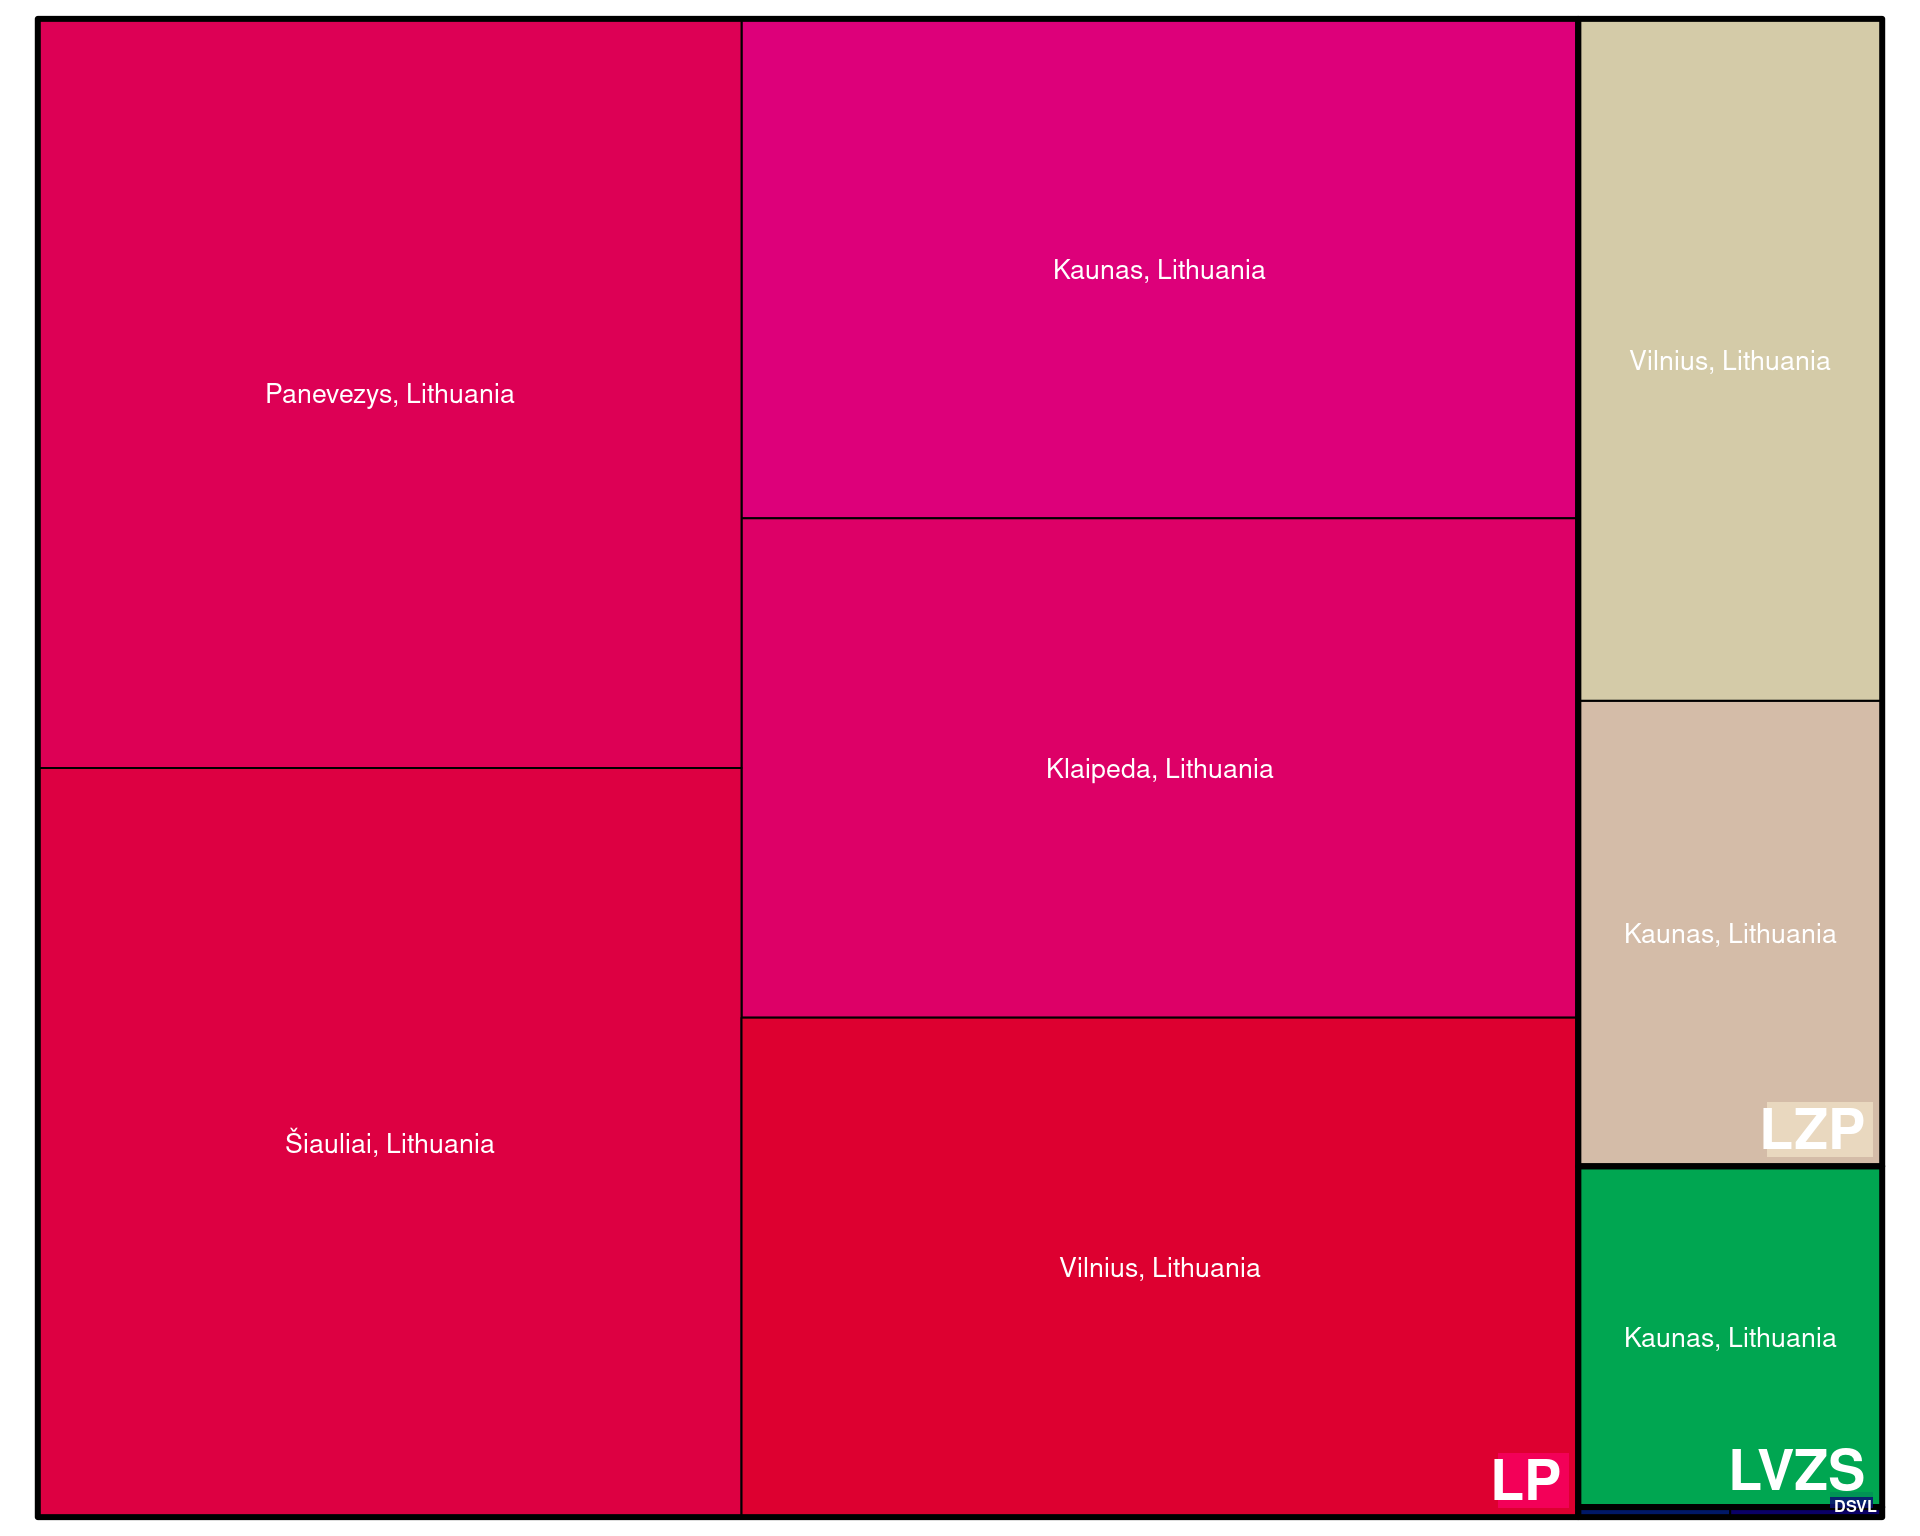 Panevezys, Lithuania
Šiauliai, Lithuania
Kaunas, Lithuania
Klaipeda, Lithuania
Vilnius, Lithuania
LP
Vilnius, Lithuania
Kaunas, Lithuania
LZP
Kaunas, Lithuania
LVZS
DSVL